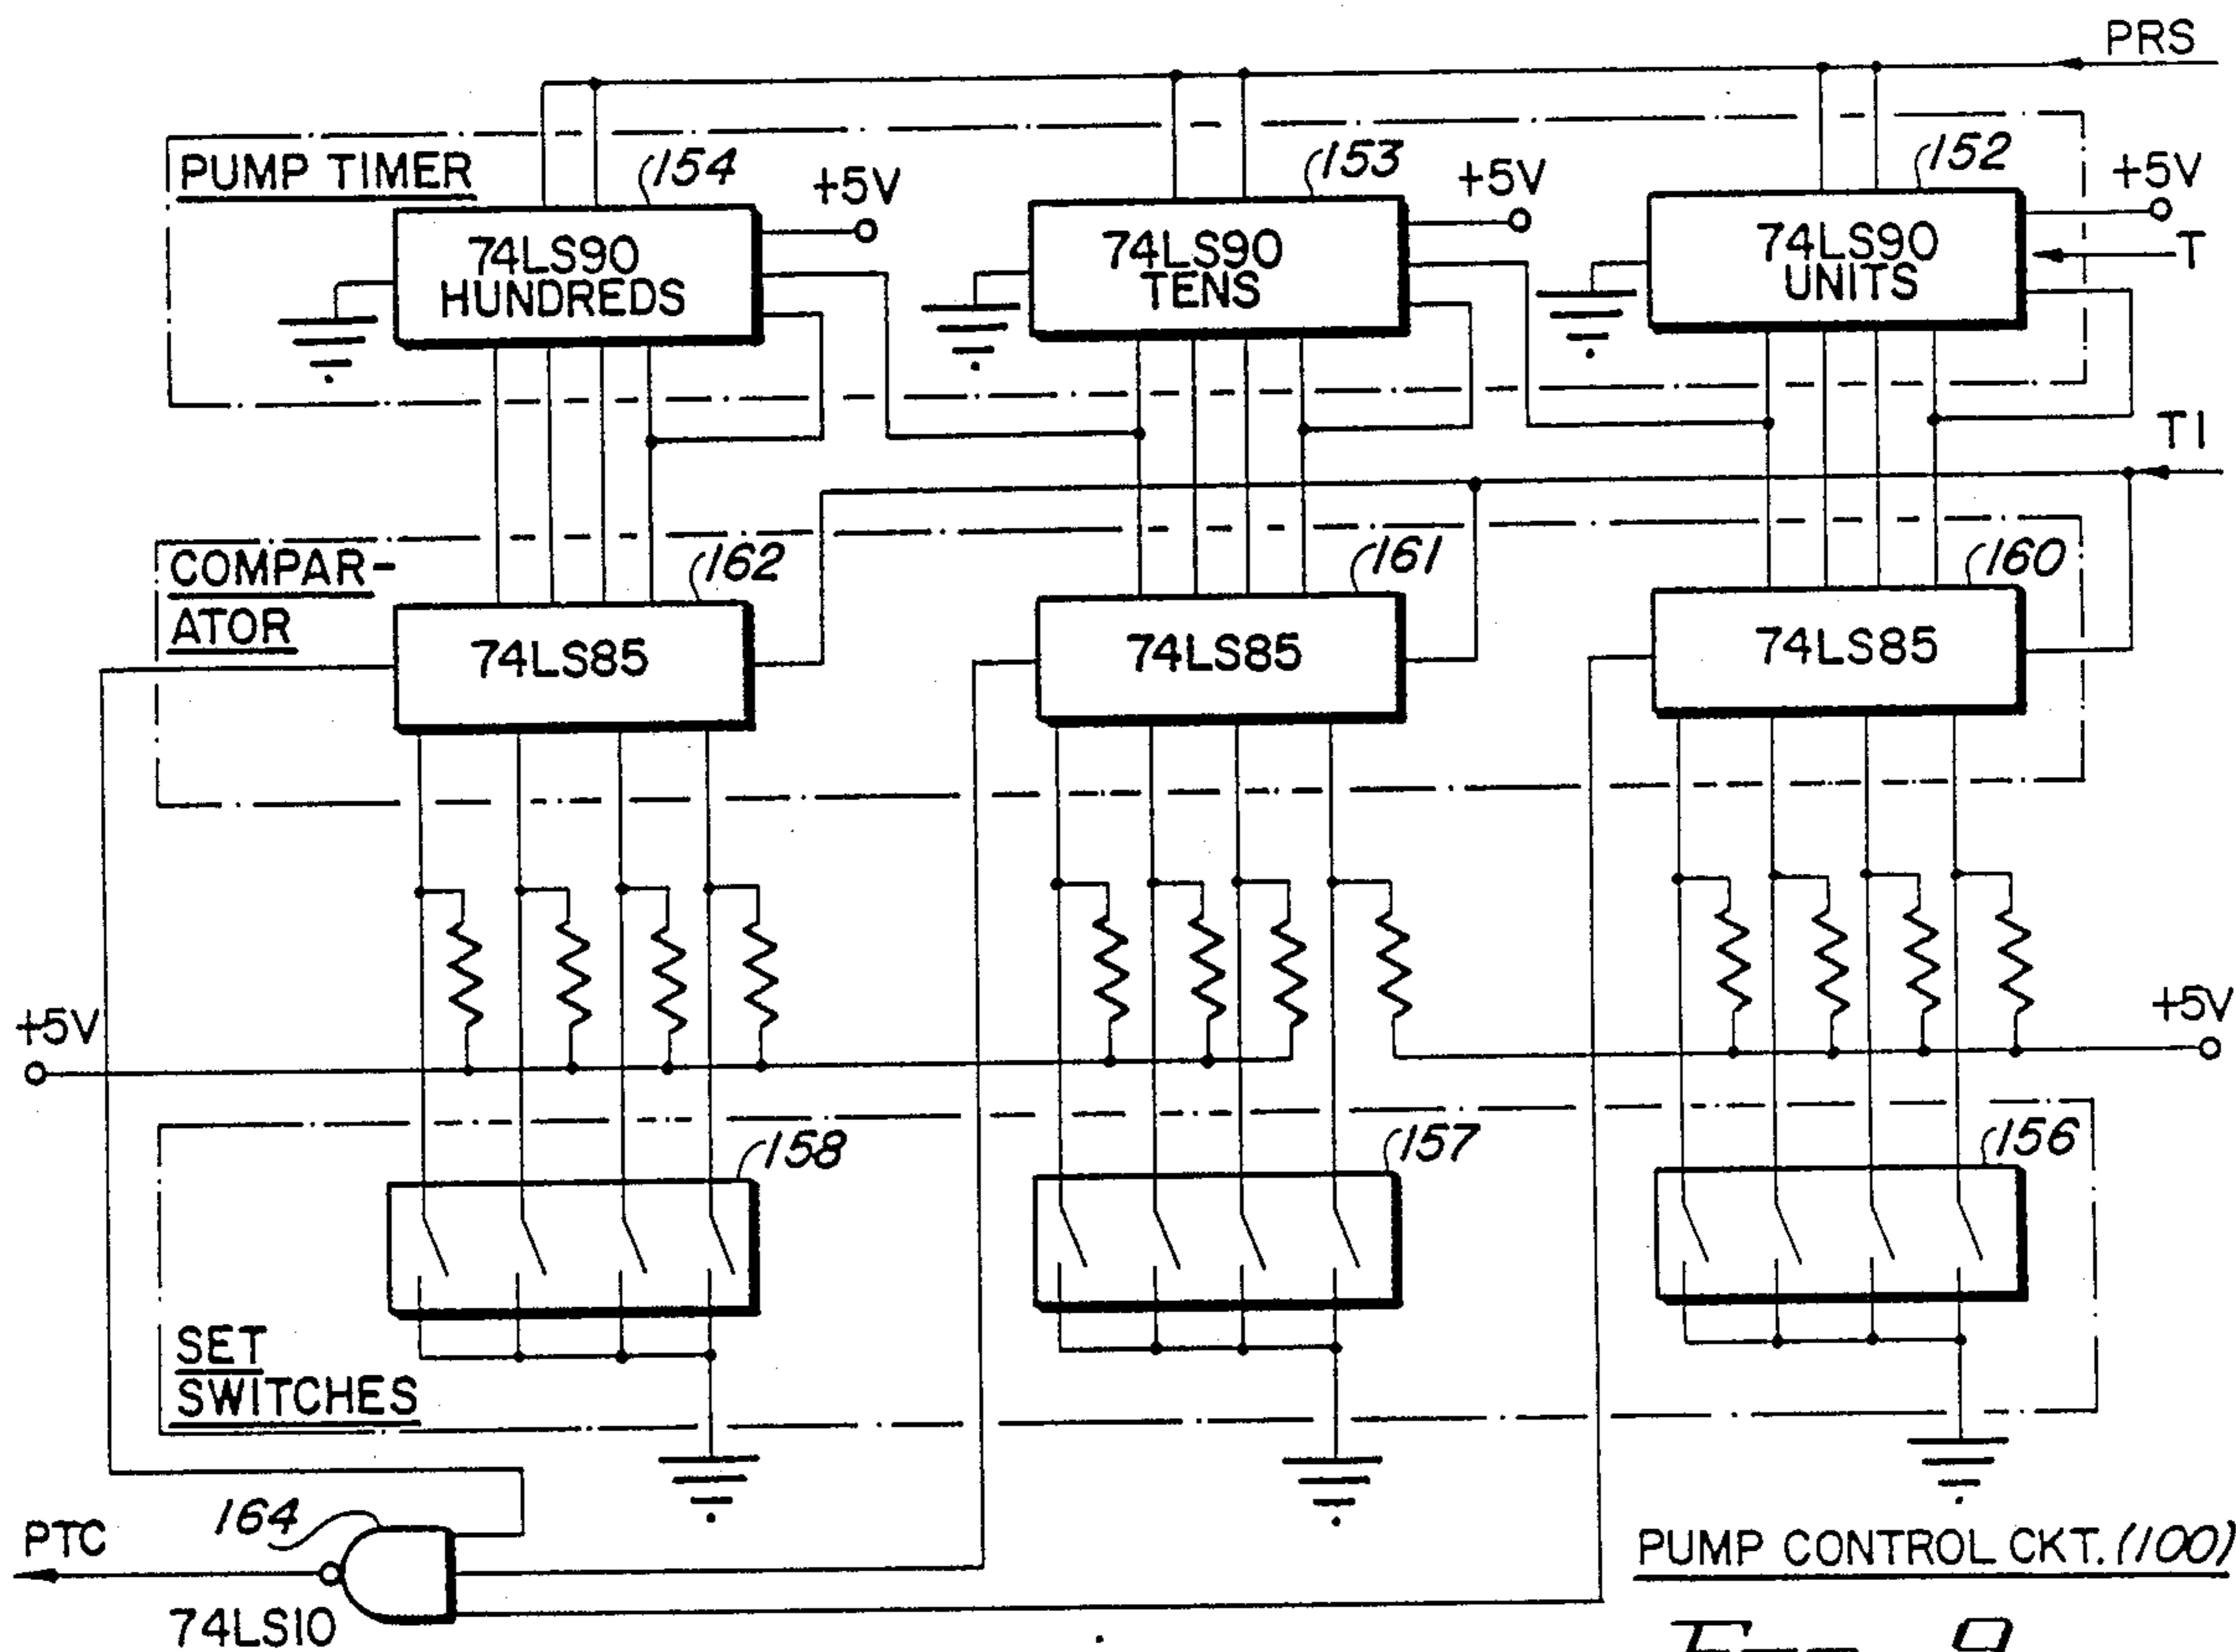 PRS
PUMP TIMER
154
+5V
153
+5V
152
+5V
74LS90
HUNDREDS
74LS90
TENS
74LS90
UNITS
T
T1
COMPAR-
ATOR
162
161
160
74LS85
74LS85
74LS85
+5V
+5V
158
157
156
SET
SWITCHES
164
PTC
74LS10
PUMP CONTROL CKT. (100)